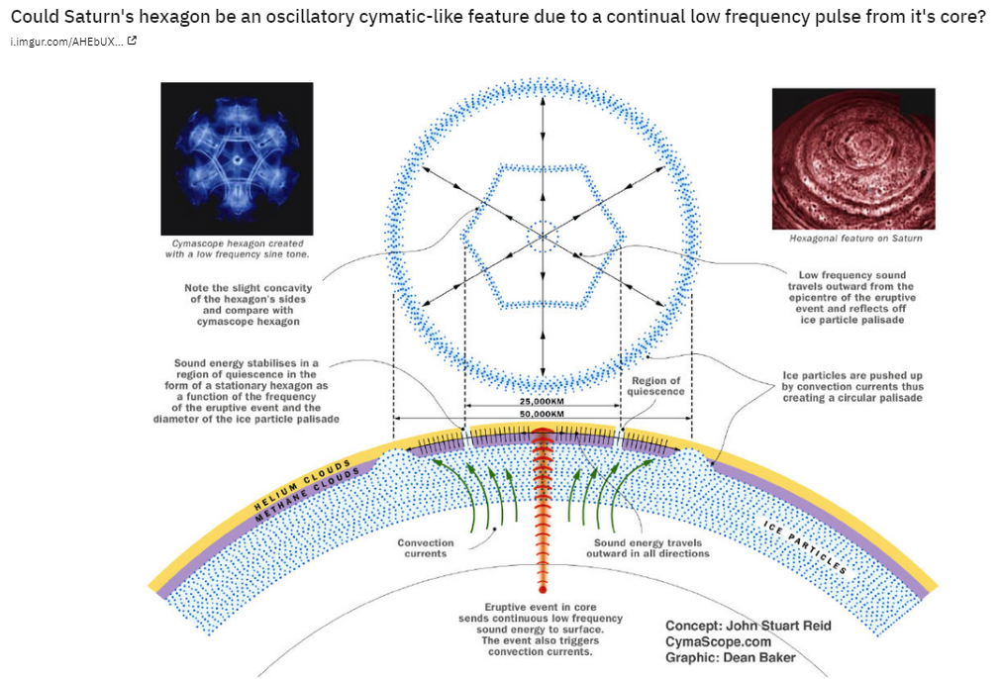 Could Saturn's hexagon be an oscillatory cymatic-like feature due to a continual low frequency pulse from it's core?
i.imgur.com/AHEbUX...
Cymascope hexagon created
with a low frequency sine tone.
Hexagonal feature on Saturn
Note the slight concavity
of the hexagon's sides
and compare with
cymascope hexagon
Low frequency sound
travels outward from the
epicentre of the eruptive
event and reflects off
ice particle palisade
Sound energy stabilises in a
region of quiescence in the
form of a stationary hexagon as
a function of the frequency
of the eruptive event and the
diameter of the ice particle palisade
Region of
quiescence
Ice particles are pushed up
by convection currents thus
creating a circular palisade
25,000KM
50,000KM
HELIUM CLOUDS
METHANE CLOUDS
ICE PARTICLES
Convection
currents
Sound energy travels
outward in all directions
Eruptive event in core
sends continuous low frequency
sound energy to surface.
The event also triggers
convection currents.
Concept: John Stuart Reid
CymaScope.com
Graphic: Dean Baker